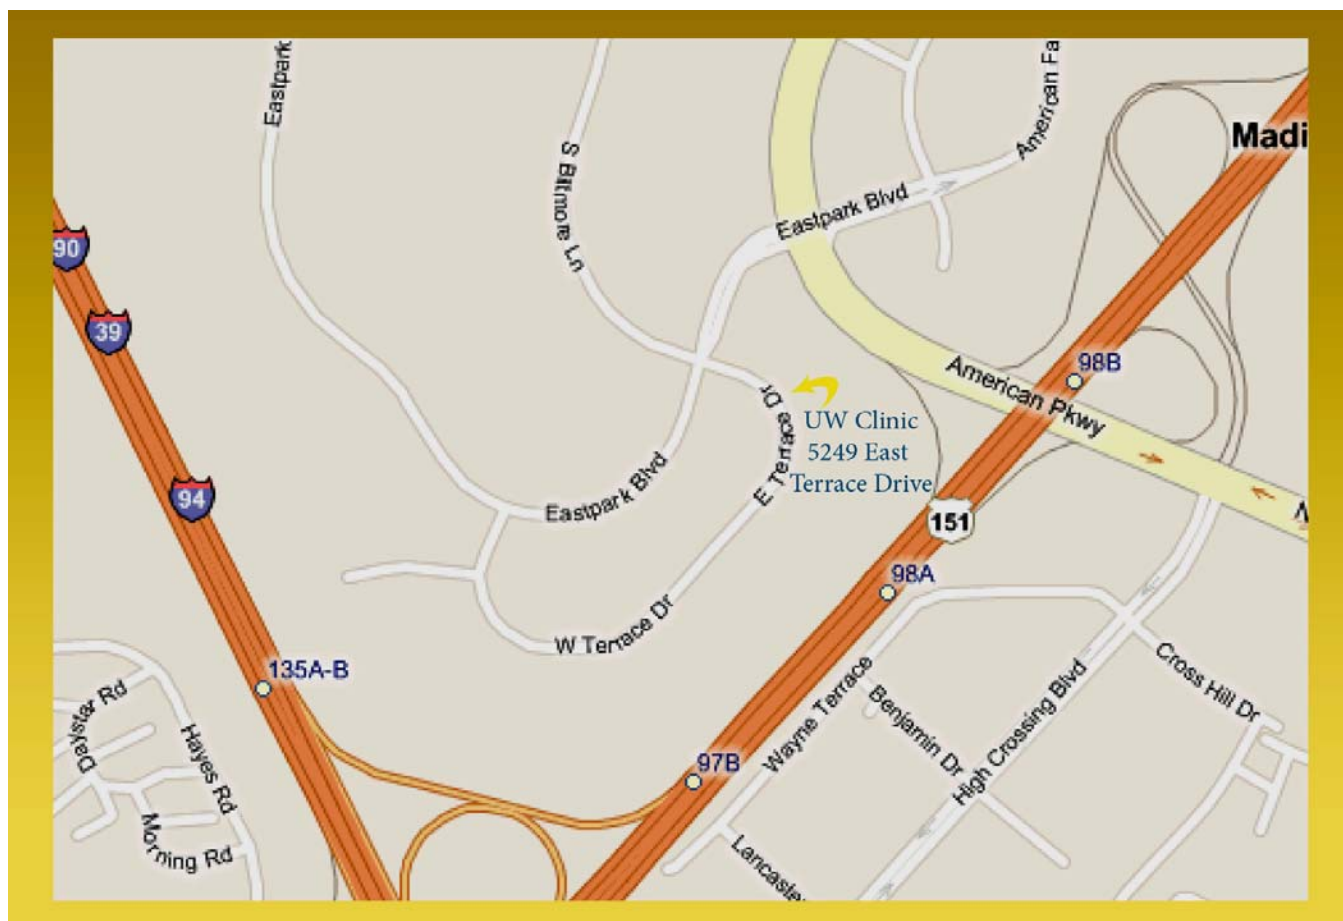 Eastpark
S Biltmore Ln
American Fa
Madi
Eastpark Blvd
90
39
98B
American Pkwy
E Terrace Dr
UW Clinic
5249 East
Terrace Drive
Eastpark Blvd
94
151
N
98A
W Terrace Dr
135A-B
Cross Hill Dr
Wayne Terrace
Benjamin Dr
High Crossing Blvd
Daystar Rd
Hayes Rd
97B
Morning Rd
Lancaste